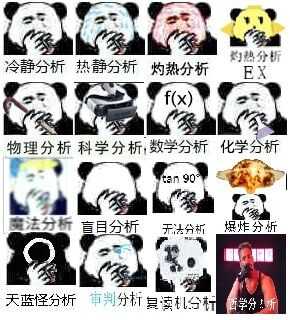 冷静分析
热静分析
灼热分析
灼热分析
EX
物理分析
科学分析
f(x)
数学分析
化学分析
魔法分析
盲目分析
tan 90°
无法分析
爆炸分析
天蓝怪分析
审判分析
复读机分析
哲学分析